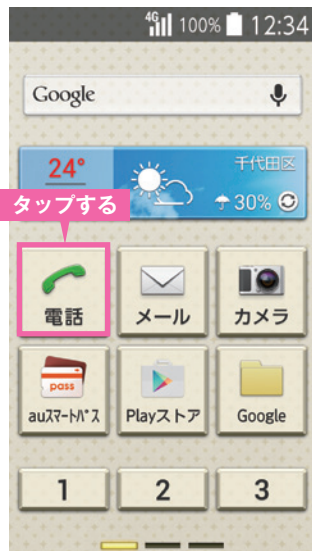 4G 100% 12:34
Google
24°
千代田区
30%
タップする
電話
メール
カメラ
pass
auスマートパス
Playストア
Google
1
2
3